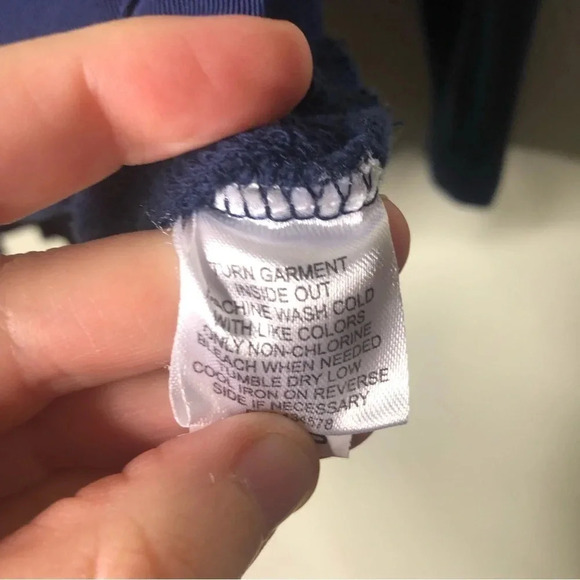 TURN GARMENT
INSIDE OUT
MACHINE WASH COLD
WITH LIKE COLORS
ONLY NON-CHLORINE
BLEACH WHEN NEEDED
TUMBLE DRY LOW
COOL IRON ON REVERSE
SIDE IF NECESSARY